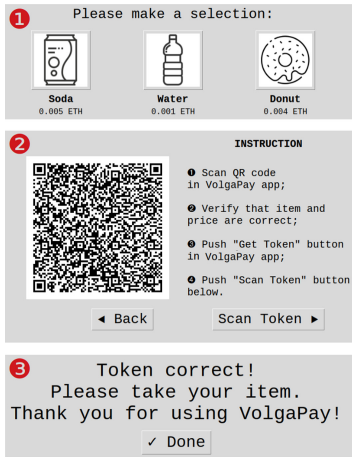 1
Please make a selection:
Soda Water Donut
0.005 ETH 0.001 ETH 0.004 ETH
2
INSTRUCTION
❶ Scan QR code
in VolgaPay app;
❷ Verify that item and
price are correct;
❸ Push "Get Token" button
in VolgaPay app;
❹ Push "Scan Token" button
below.
◄ Back Scan Token ►
3
Token correct!
Please take your item.
Thank you for using VolgaPay!
✓ Done